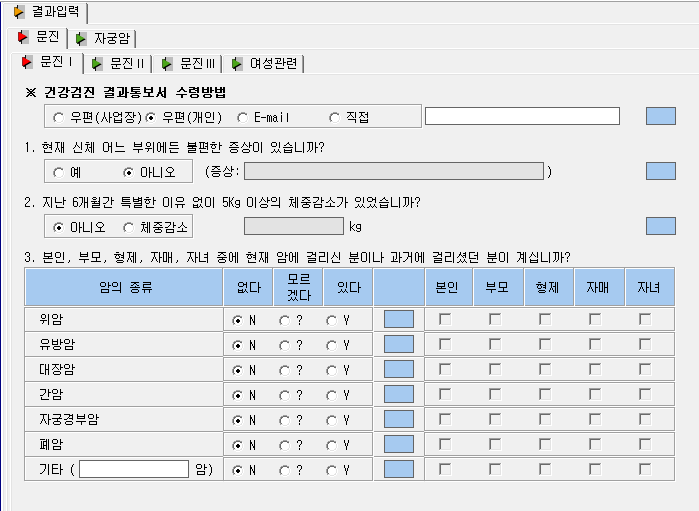 결과입력
문진 자궁암
문진 I 문진 II 문진 III 여성관련
※ 건강검진 결과통보서 수령방법
우편(사업장) 우편(개인) E-mail 직접
1. 현재 신체 어느 부위에든 불편한 증상이 있습니까?
예 아니오 (증상: )
2. 지난 6개월간 특별한 이유 없이 5Kg 이상의 체중감소가 있었습니까?
아니오 체중감소 kg
3. 본인, 부모, 형제, 자매, 자녀 중에 현재 암에 걸리신 분이나 과거에 걸리셨던 분이 계십니까?
암의 종류 없다 모르겠다 있다 본인 부모 형제 자매 자녀
위암 N ? Y
유방암 N ? Y
대장암 N ? Y
간암 N ? Y
자궁경부암 N ? Y
폐암 N ? Y
기타 ( 암) N ? Y